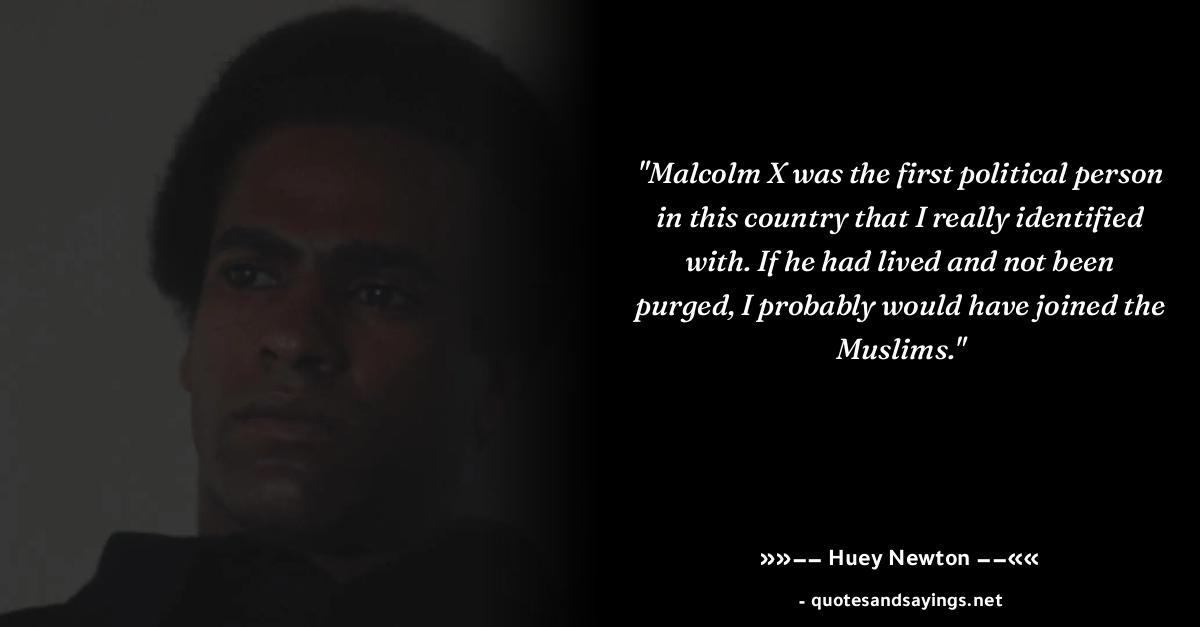 "Malcolm X was the first political person
in this country that I really identified
with. If he had lived and not been
purged, I probably would have joined the
Muslims."
»»–– Huey Newton ––««
- quotesandsayings.net